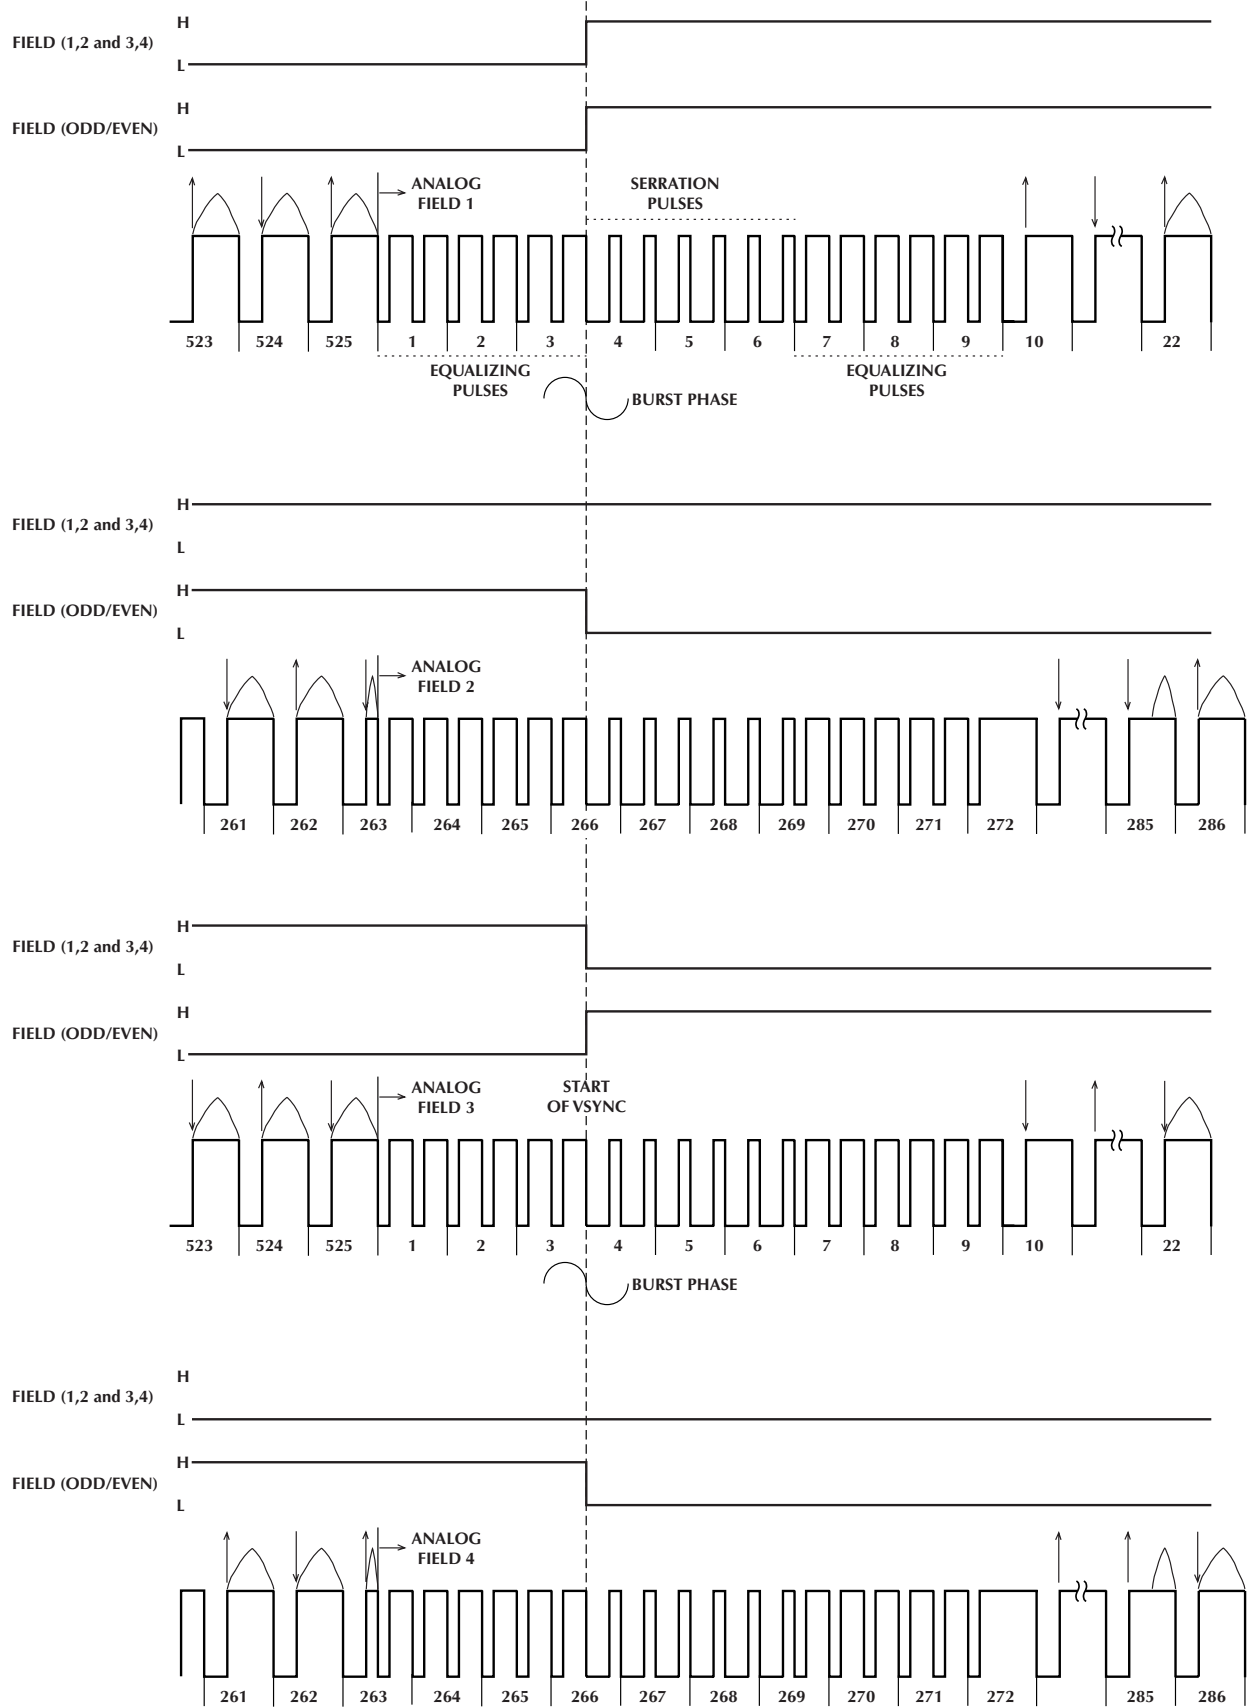 H
FIELD (1,2 and 3,4)
L
H
FIELD (ODD/EVEN)
L
ANALOG
FIELD 1
SERRATION
PULSES
523 524 525 1 2 3 4 5 6 7 8 9 10 22
EQUALIZING
PULSES
EQUALIZING
PULSES
BURST PHASE
H
FIELD (1,2 and 3,4)
L
H
FIELD (ODD/EVEN)
L
ANALOG
FIELD 2
261 262 263 264 265 266 267 268 269 270 271 272 285 286
H
FIELD (1,2 and 3,4)
L
H
FIELD (ODD/EVEN)
L
ANALOG
FIELD 3
START
OF VSYNC
523 524 525 1 2 3 4 5 6 7 8 9 10 22
BURST PHASE
H
FIELD (1,2 and 3,4)
L
H
FIELD (ODD/EVEN)
L
ANALOG
FIELD 4
261 262 263 264 265 266 267 268 269 270 271 272 285 286